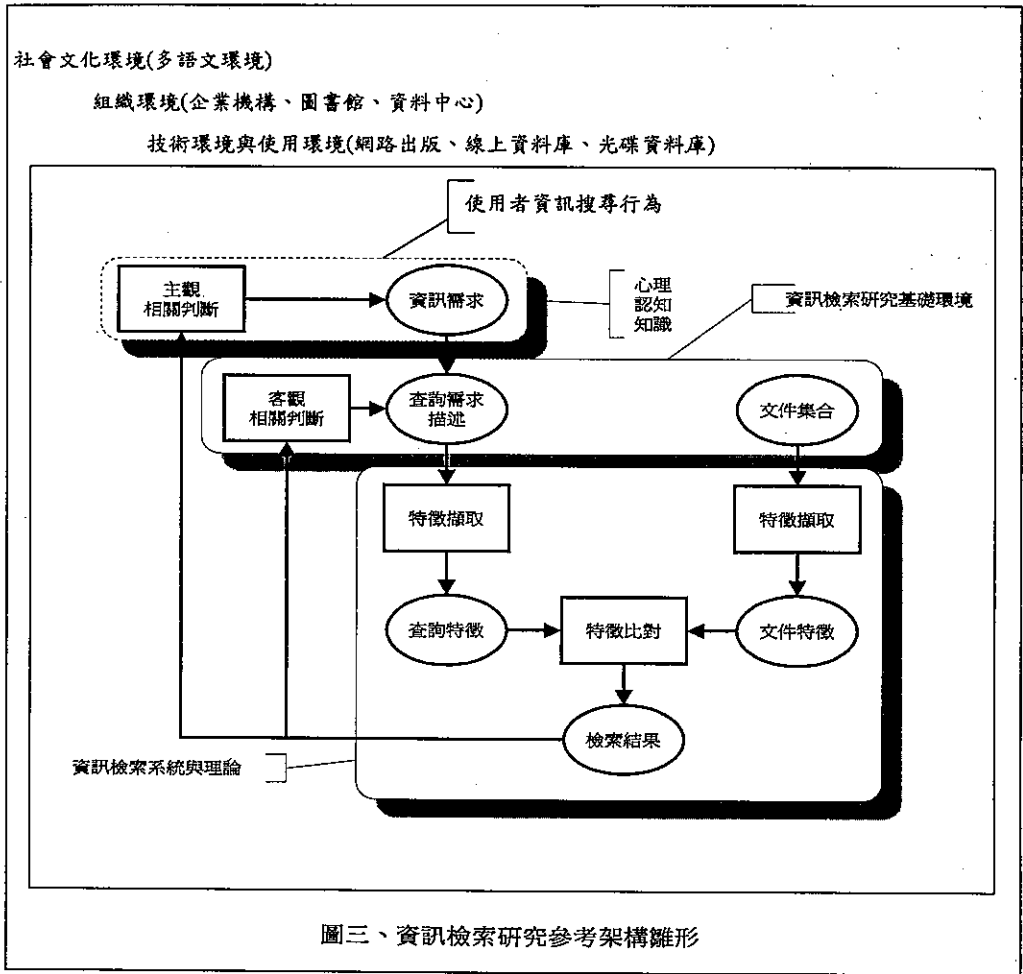 社會文化環境(多語文環境)
組織環境(企業機構、圖書館、資料中心)
技術環境與使用環境(網路出版、線上資料庫、光碟資料庫)
使用者資訊搜尋行為
主觀
相關判斷
資訊需求
心理
認知
知識
資訊檢索研究基礎環境
客觀
相關判斷
查詢需求
描述
文件集合
特徵擷取
特徵擷取
查詢特徵
特徵比對
文件特徵
檢索結果
資訊檢索系統與理論
圖三、資訊檢索研究參考架構雛形